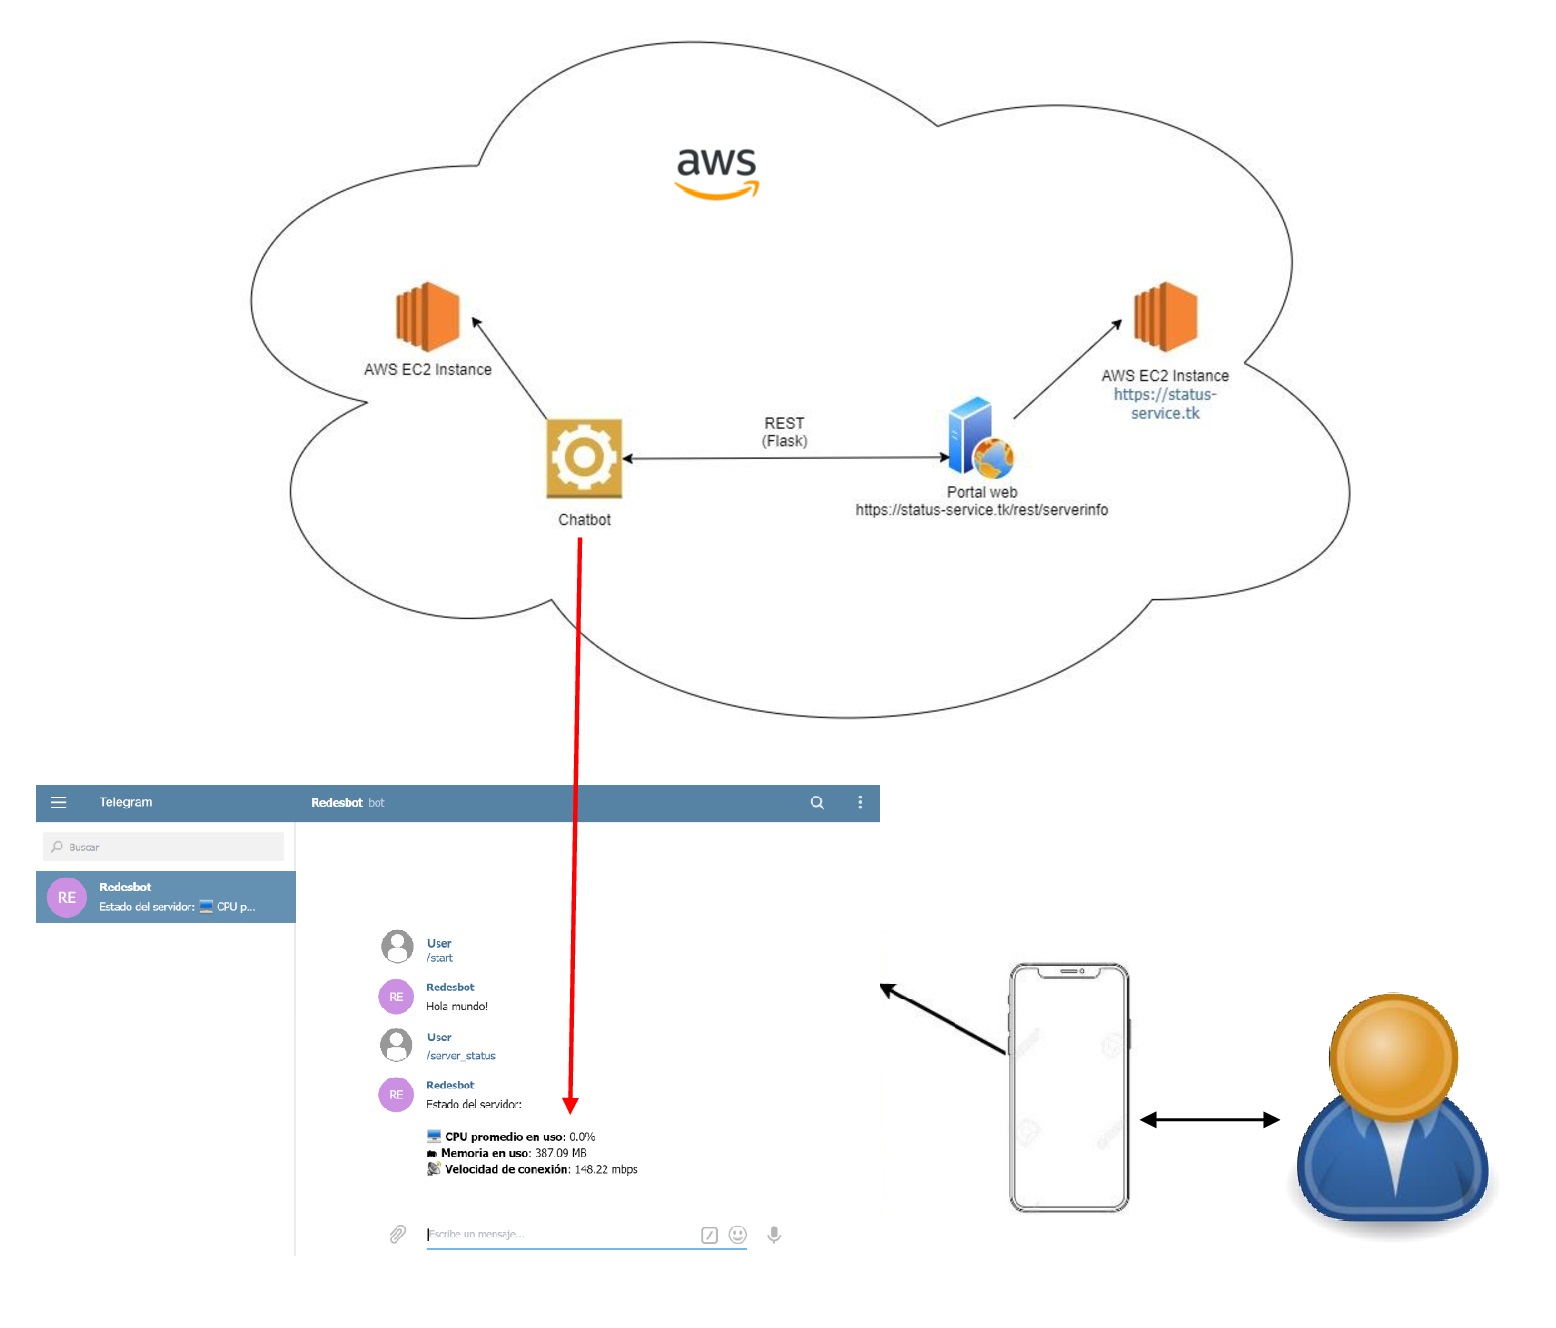 aws
AWS EC2 Instance
AWS EC2 Instance
https://status-
service.tk
REST
(Flask)
Chatbot
Portal web
https://status-service.tk/rest/serverinfo
Telegram
Redesbot bot
Buscar
RE
Redesbot
Estado del servidor: CPU p...
User
/start
RE
Redesbot
Hola mundo!
User
/server_status
RE
Redesbot
Estado del servidor:
CPU promedio en uso: 0.0%
Memoria en uso: 387.09 MB
Velocidad de conexión: 148.22 mbps
Escribe un mensaje...